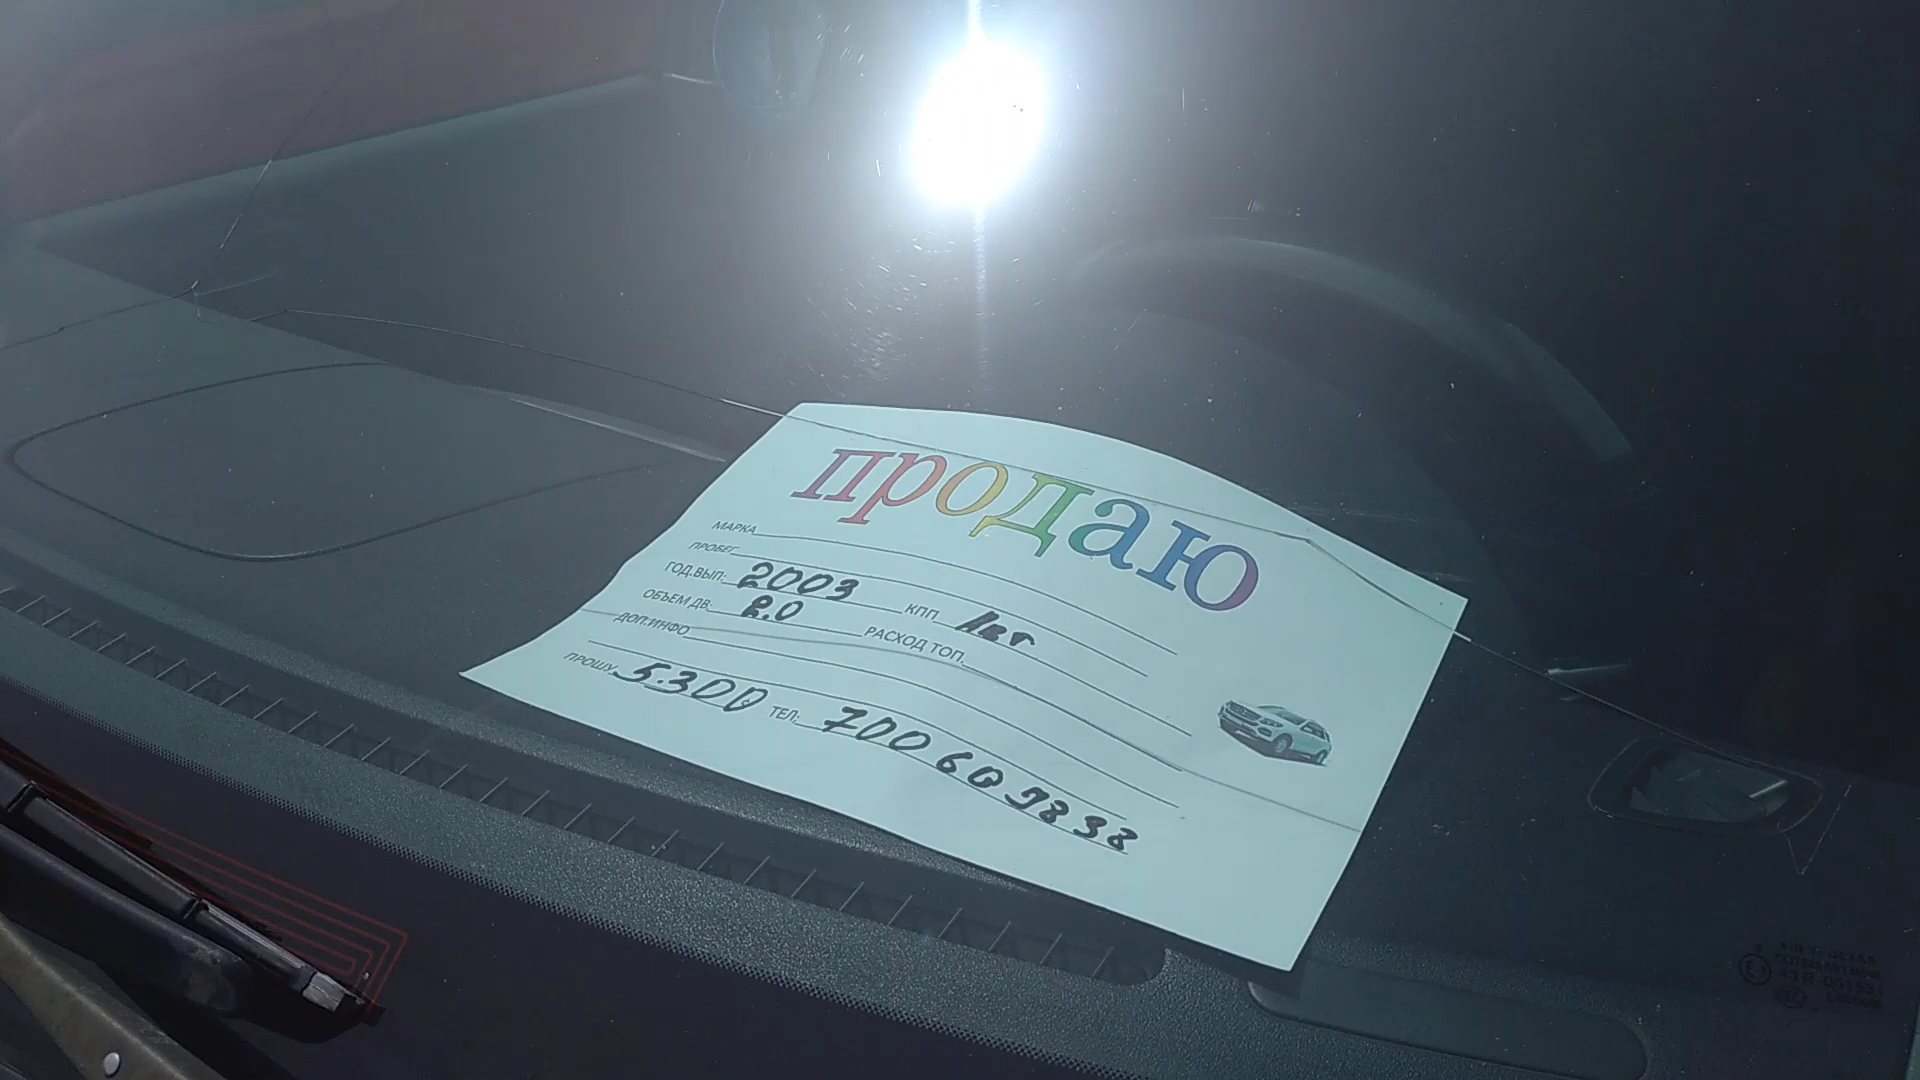 продаю
МАРКА
ПРОБЕГ
ГОД.ВЫП: 2003 КПП Авт
ОБЪЕМ ДВ: 2.0 РАСХОД ТОП.
ДОП.ИНФО
ПРОШУ 5.300 ТЕЛ: 700609838